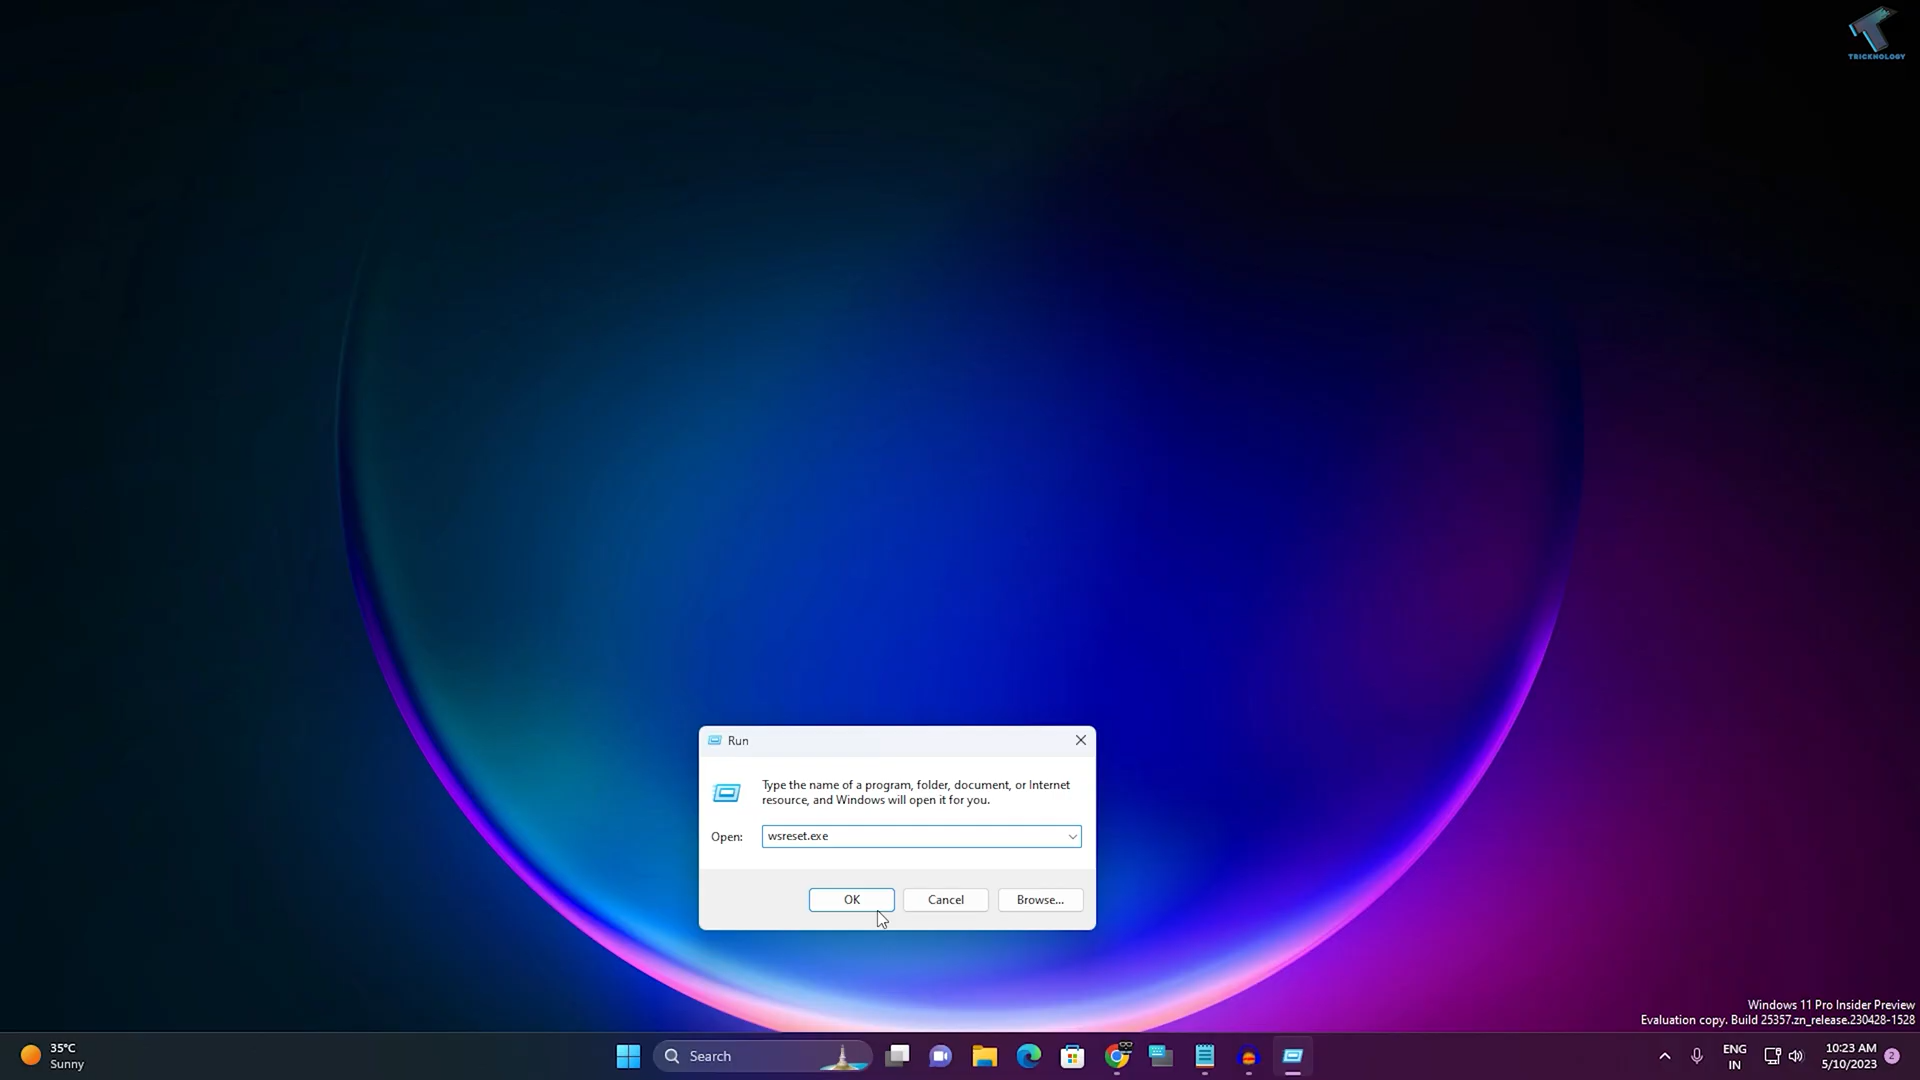 TRICKNOLOGY
Run
Type the name of a program, folder, document, or Internet
resource, and Windows will open it for you.
Open:
wsreset.exe
OK
Cancel
Browse...
Windows 11 Pro Insider Preview
Evaluation copy. Build 25357.zn_release.230428-1528
35°C
Sunny
Search
ENG
IN
10:23 AM
5/10/2023
2